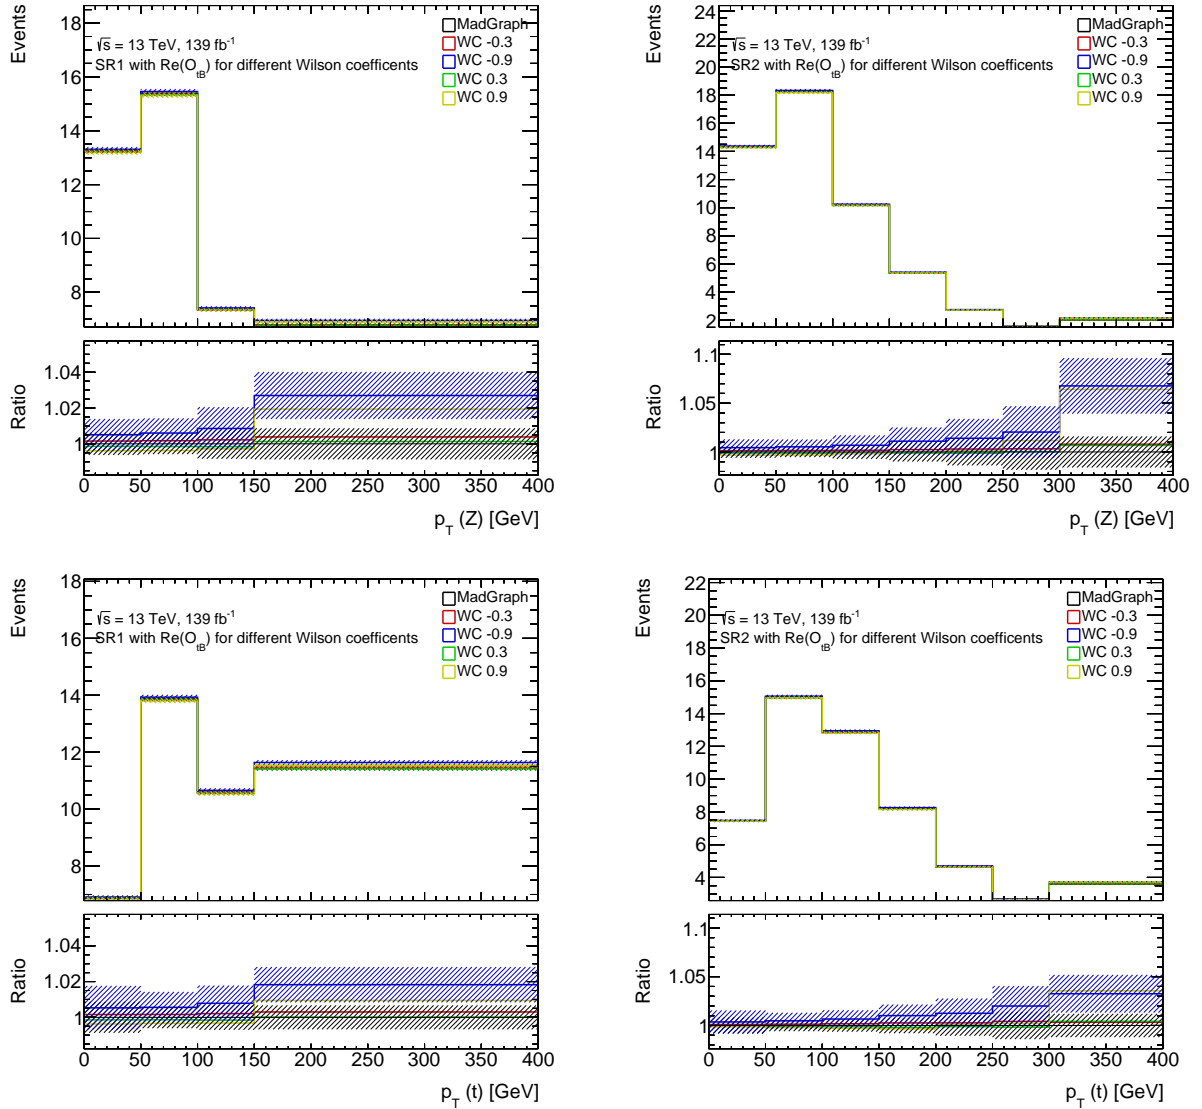 Events
18
16
14
12
10
8
√s = 13 TeV, 139 fb-1
SR1 with Re(O_tB) for different Wilson coefficents
MadGraph
WC -0.3
WC -0.9
WC 0.3
WC 0.9
Ratio
1.04
1.02
1
0 50 100 150 200 250 300 350 400
p_T (Z) [GeV]
Events
24
22
20
18
16
14
12
10
8
6
4
2
√s = 13 TeV, 139 fb-1
SR2 with Re(O_tB) for different Wilson coefficents
MadGraph
WC -0.3
WC -0.9
WC 0.3
WC 0.9
Ratio
1.1
1.05
1
0 50 100 150 200 250 300 350 400
p_T (Z) [GeV]
Events
18
16
14
12
10
8
√s = 13 TeV, 139 fb-1
SR1 with Re(O_tB) for different Wilson coefficents
MadGraph
WC -0.3
WC -0.9
WC 0.3
WC 0.9
Ratio
1.04
1.02
1
0 50 100 150 200 250 300 350 400
p_T (t) [GeV]
Events
22
20
18
16
14
12
10
8
6
4
√s = 13 TeV, 139 fb-1
SR2 with Re(O_tB) for different Wilson coefficents
MadGraph
WC -0.3
WC -0.9
WC 0.3
WC 0.9
Ratio
1.1
1.05
1
0 50 100 150 200 250 300 350 400
p_T (t) [GeV]